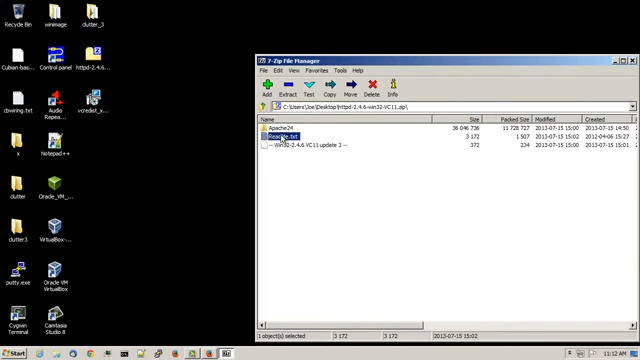 Recycle Bin
winimage
clutter_3
Cubian-bas...
Control panel
httpd-2.4.6...
cbwiring.txt
Audio
Repea...
vcredist_x...
x
Notepad++
clutter
Oracle_VM_...
clutter3
VirtualBox-...
putty.exe
Oracle VM
VirtualBox
Cygwin
Terminal
Camtasia
Studio 8
7-Zip File Manager
File Edit View Favorites Tools Help
Add Extract Test Copy Move Delete Info
C:\Users\Joe\Desktop\httpd-2.4.6-win32-VC11.zip\
Name Size Packed Size Modified Created
Apache24 36 046 736 11 728 727 2013-07-15 15:00 2013-07-15 14:50
ReadMe.txt 3 172 1 507 2013-07-15 15:02 2012-04-06 15:00
-- Win32-2.4.6 VC11 update 3 -- 372 234 2013-07-15 15:01 2013-07-15 15:01
1 object(s) selected 3 172 3 172 2013-07-15 15:02
Start
11:12 AM